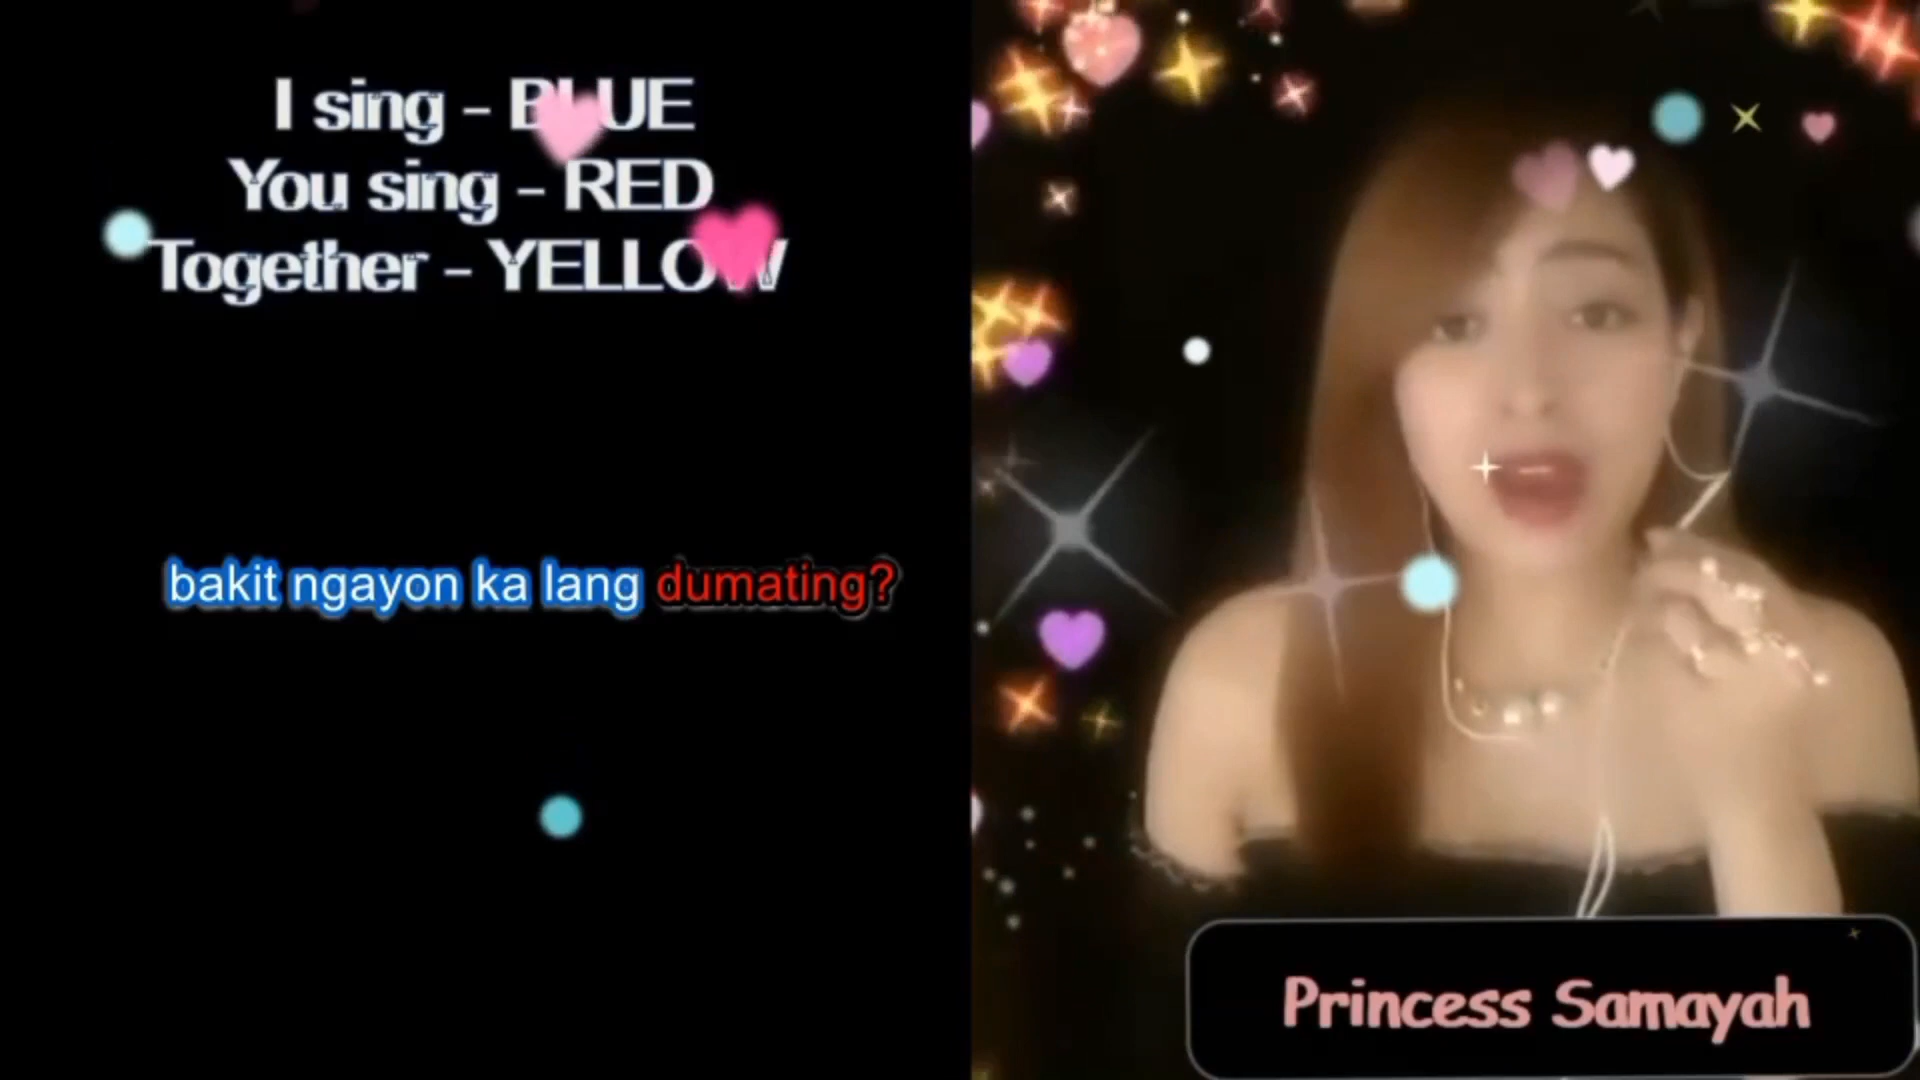 I sing - BLUE
You sing - RED
Together - YELLOW
bakit ngayon ka lang dumating?
Princess Samayah